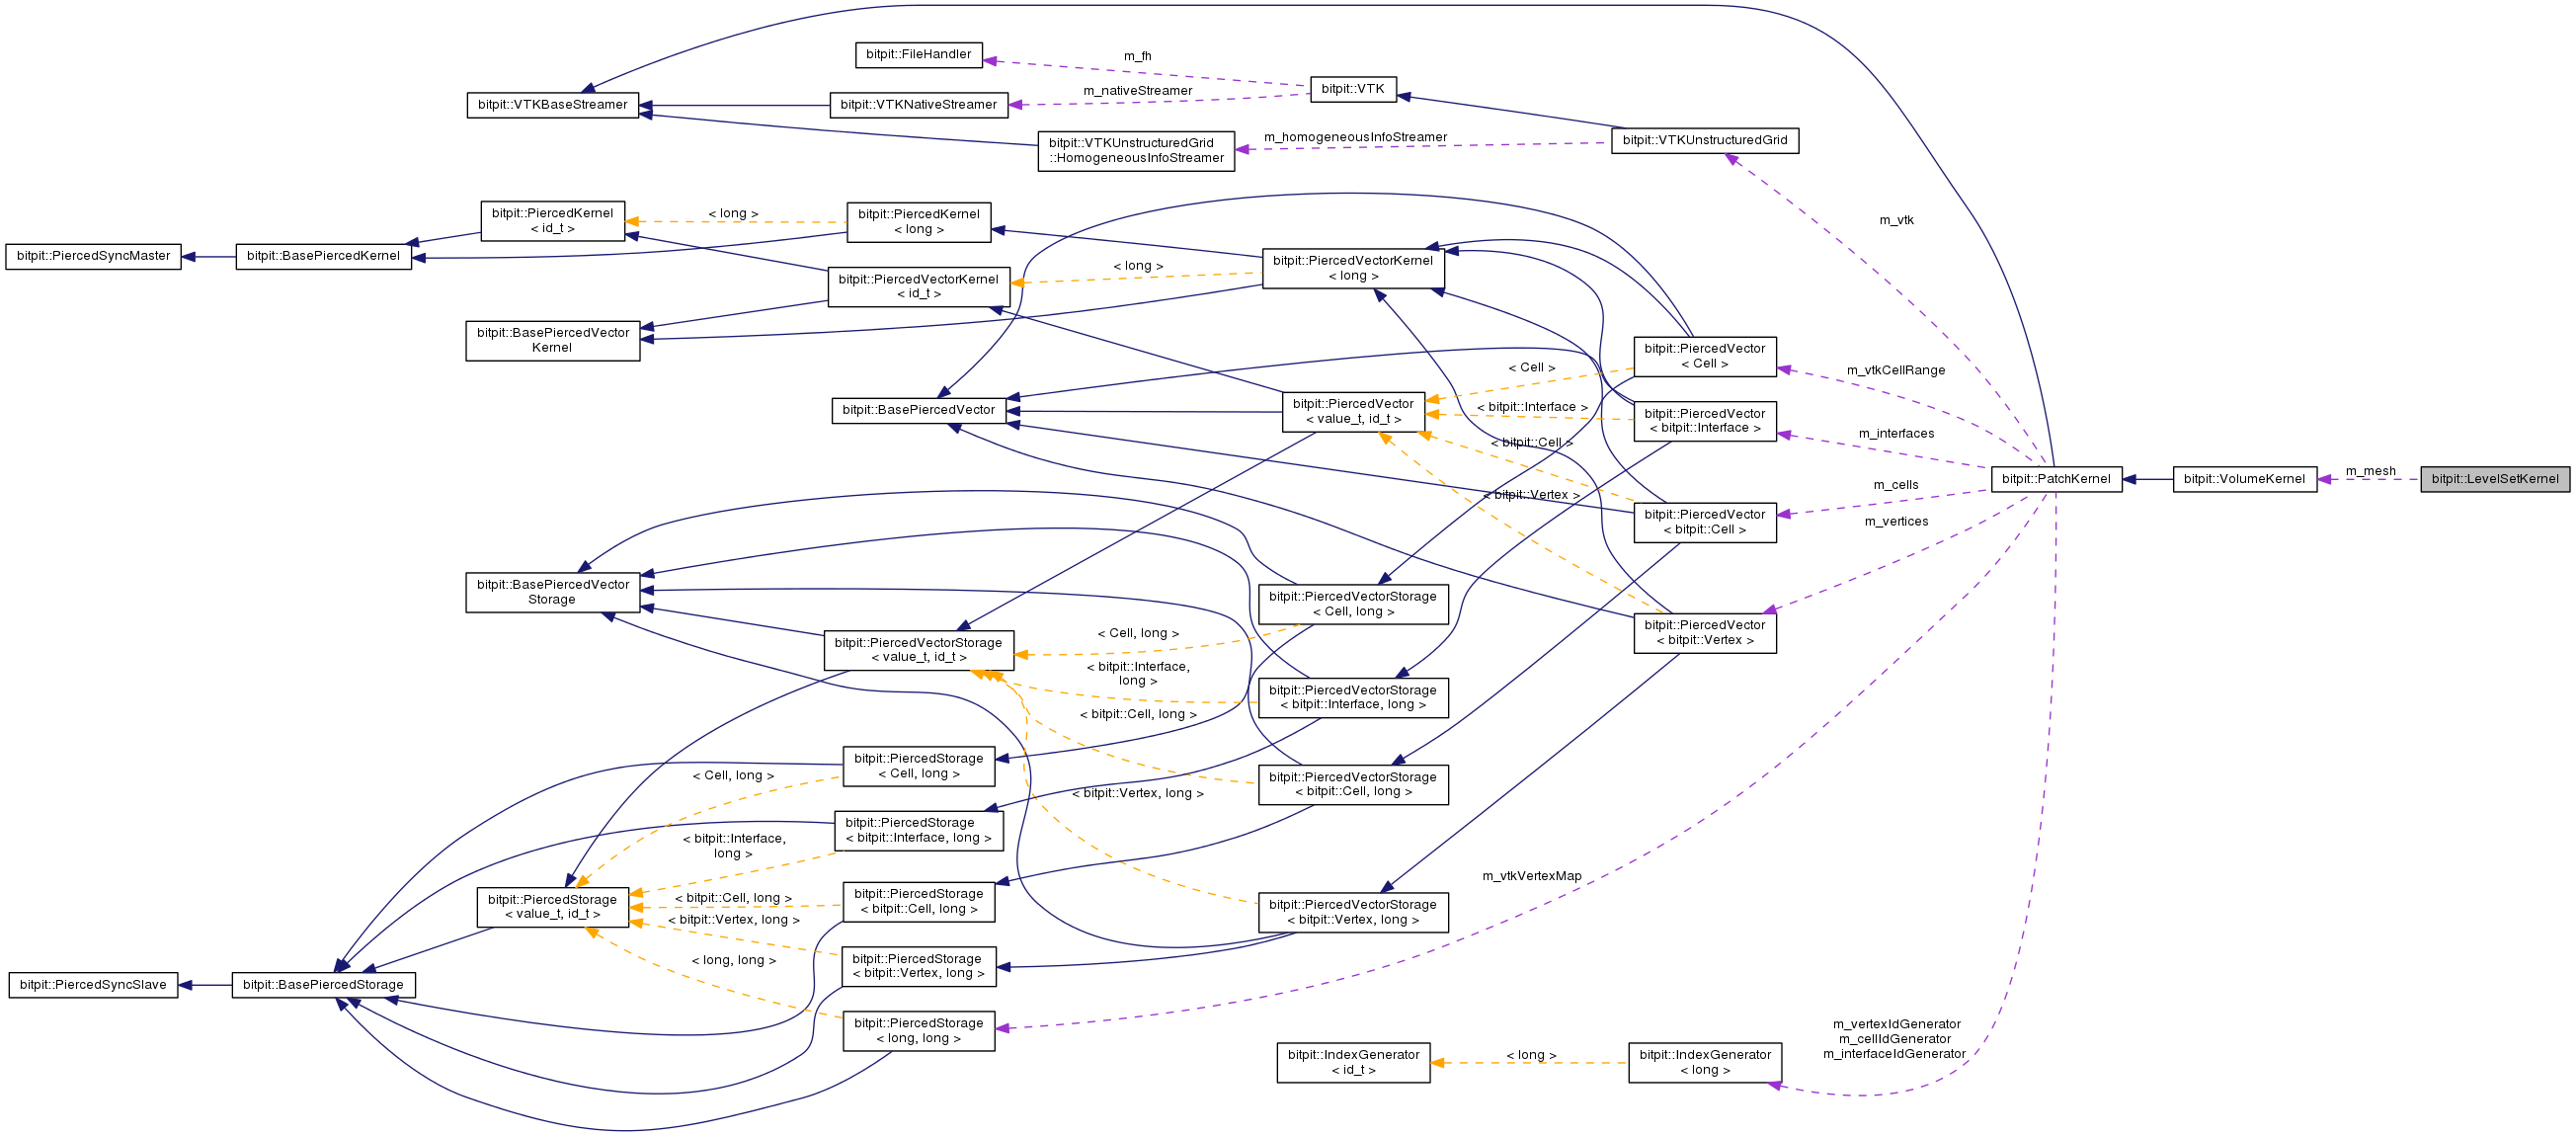 bitpit::FileHandler
m_fh
bitpit::VTKBaseStreamer
bitpit::VTKNativeStreamer
m_nativeStreamer
bitpit::VTK
bitpit::VTKUnstructuredGrid
::HomogeneousInfoStreamer
m_homogeneousInfoStreamer
bitpit::VTKUnstructuredGrid
m_vtk
bitpit::PiercedSyncMaster
bitpit::BasePiercedKernel
bitpit::PiercedKernel
< id_t >
< long >
bitpit::PiercedKernel
< long >
bitpit::PiercedVectorKernel
< id_t >
< long >
bitpit::PiercedVectorKernel
< long >
bitpit::BasePiercedVector
Kernel
bitpit::BasePiercedVector
bitpit::PiercedVector
< value_t, id_t >
< Cell >
< bitpit::Interface >
< bitpit::Cell >
< bitpit::Vertex >
bitpit::PiercedVector
< Cell >
m_vtkCellRange
bitpit::PiercedVector
< bitpit::Interface >
m_interfaces
bitpit::PiercedVector
< bitpit::Cell >
m_cells
bitpit::PiercedVector
< bitpit::Vertex >
m_vertices
bitpit::PatchKernel
bitpit::VolumeKernel
m_mesh
bitpit::LevelSetKernel
bitpit::BasePiercedVector
Storage
bitpit::PiercedVectorStorage
< value_t, id_t >
< Cell, long >
< bitpit::Interface,
long >
< bitpit::Cell, long >
< bitpit::Vertex, long >
bitpit::PiercedVectorStorage
< Cell, long >
bitpit::PiercedVectorStorage
< bitpit::Interface, long >
bitpit::PiercedVectorStorage
< bitpit::Cell, long >
bitpit::PiercedVectorStorage
< bitpit::Vertex, long >
bitpit::PiercedStorage
< Cell, long >
bitpit::PiercedStorage
< bitpit::Interface, long >
bitpit::PiercedStorage
< bitpit::Cell, long >
bitpit::PiercedStorage
< bitpit::Vertex, long >
bitpit::PiercedStorage
< long, long >
< Cell, long >
< bitpit::Interface,
long >
< bitpit::Cell, long >
< bitpit::Vertex, long >
< long, long >
bitpit::PiercedStorage
< value_t, id_t >
bitpit::PiercedSyncSlave
bitpit::BasePiercedStorage
m_vtkVertexMap
bitpit::IndexGenerator
< id_t >
< long >
bitpit::IndexGenerator
< long >
m_vertexIdGenerator
m_cellIdGenerator
m_interfaceIdGenerator